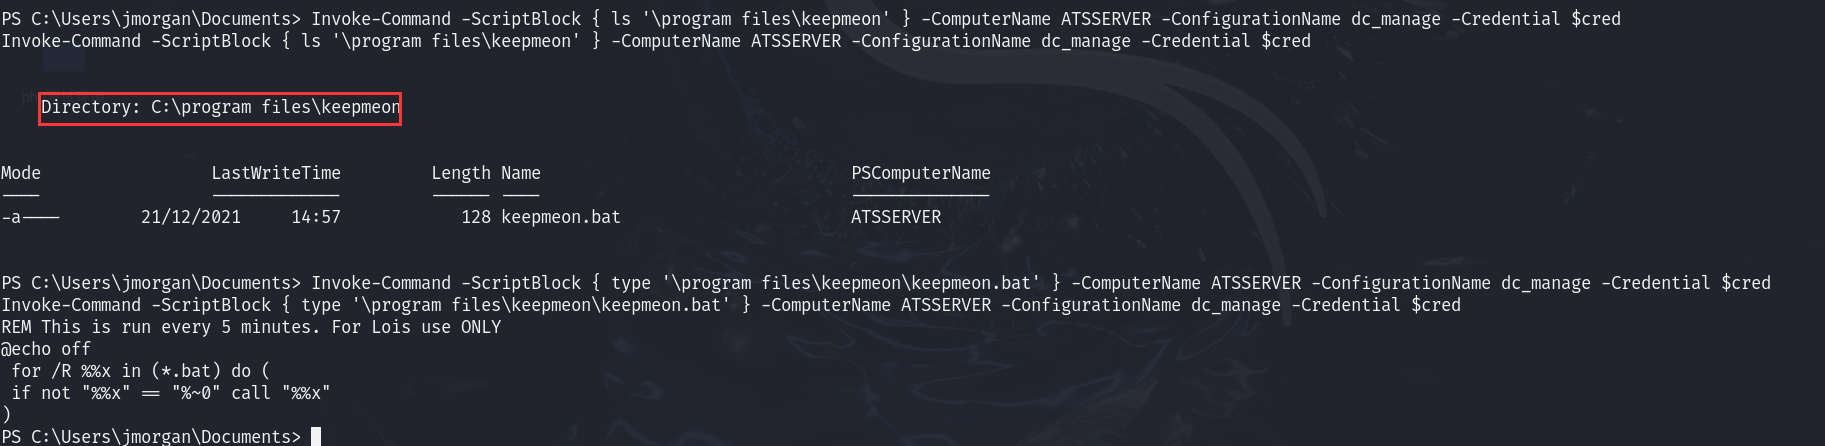 PS C:\Users\jmorgan\Documents> Invoke-Command -ScriptBlock { ls '\program files\keepmeon' } -ComputerName ATSSERVER -ConfigurationName dc_manage -Credential $cred
Invoke-Command -ScriptBlock { ls '\program files\keepmeon' } -ComputerName ATSSERVER -ConfigurationName dc_manage -Credential $cred
Directory: C:\program files\keepmeon
Mode LastWriteTime Length Name PSComputerName
---- ------------- ------ ---- --------------
-a---- 21/12/2021 14:57 128 keepmeon.bat ATSSERVER
PS C:\Users\jmorgan\Documents> Invoke-Command -ScriptBlock { type '\program files\keepmeon\keepmeon.bat' } -ComputerName ATSSERVER -ConfigurationName dc_manage -Credential $cred
Invoke-Command -ScriptBlock { type '\program files\keepmeon\keepmeon.bat' } -ComputerName ATSSERVER -ConfigurationName dc_manage -Credential $cred
REM This is run every 5 minutes. For Lois use ONLY
@echo off
 for /R %%x in (*.bat) do (
 if not "%%x" == "%~0" call "%%x"
)
PS C:\Users\jmorgan\Documents>